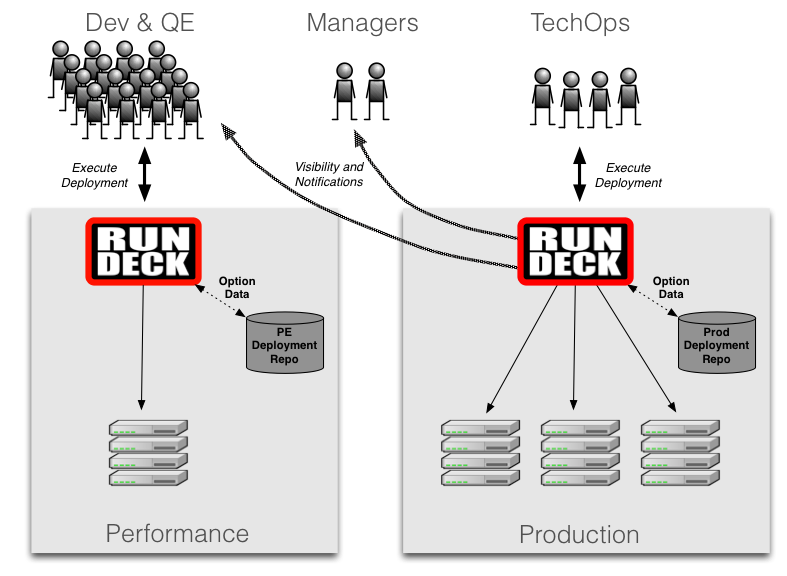 Dev & QE
Managers
TechOps
Execute
Deployment
Visibility and
Notifications
Execute
Deployment
RUN
DECK
Option
Data
PE
Deployment
Repo
Performance
RUN
DECK
Option
Data
Prod
Deployment
Repo
Production